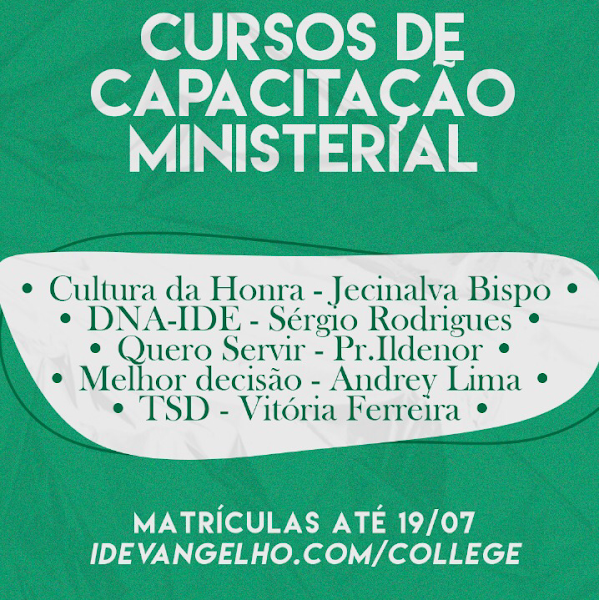 CURSOS DE
CAPACITAÇÃO
MINISTERIAL
• Cultura da Honra - Jecinalva Bispo •
• DNA-IDE - Sérgio Rodrigues •
• Quero Servir - Pr.Ildenor •
• Melhor decisão - Andrey Lima •
• TSD - Vitória Ferreira •
MATRÍCULAS ATÉ 19/07
IDEVANGELHO.COM/COLLEGE